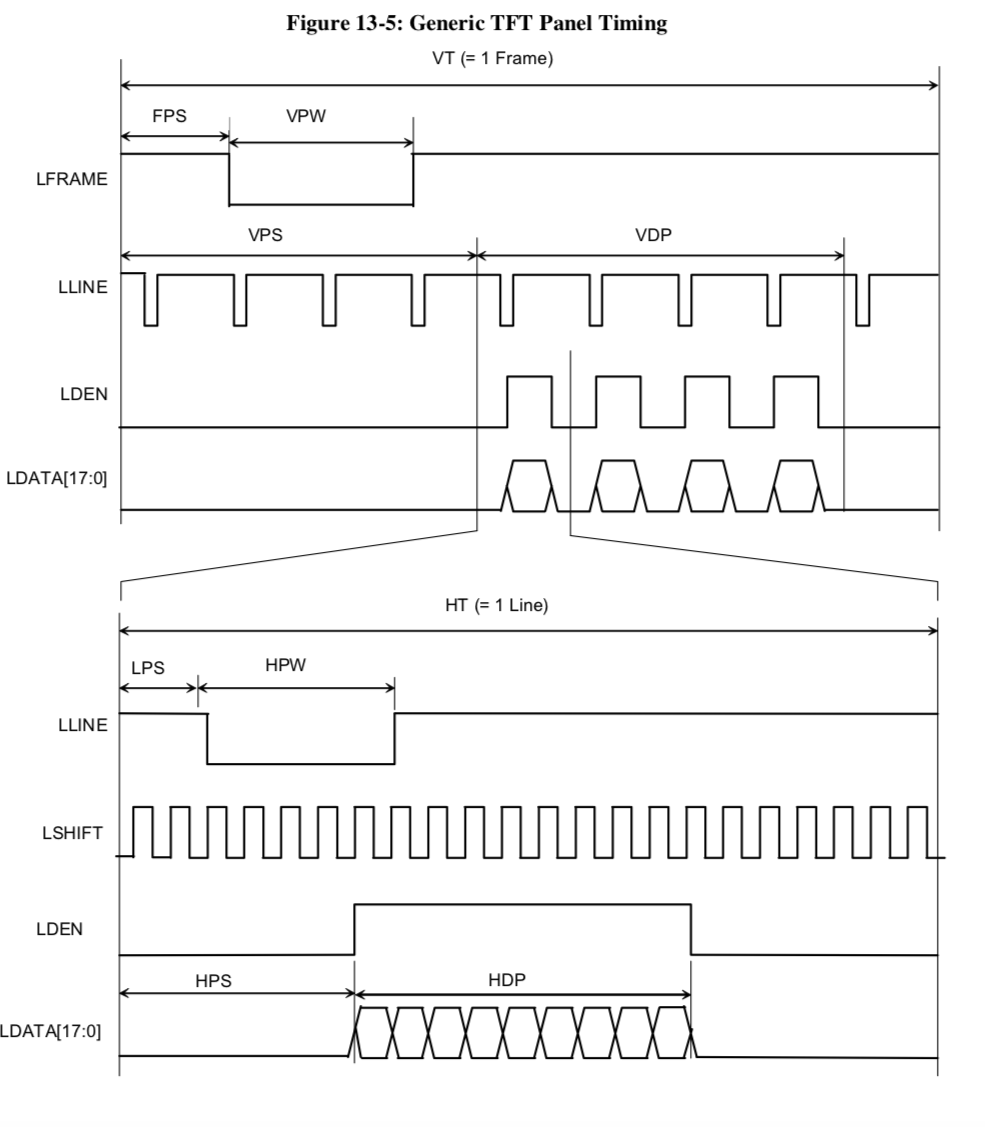 Figure 13-5: Generic TFT Panel Timing
VT (= 1 Frame)
FPS VPW
LFRAME
VPS VDP
LLINE
LDEN
LDATA[17:0]
HT (= 1 Line)
LPS HPW
LLINE
LSHIFT
LDEN
HPS HDP
LDATA[17:0]